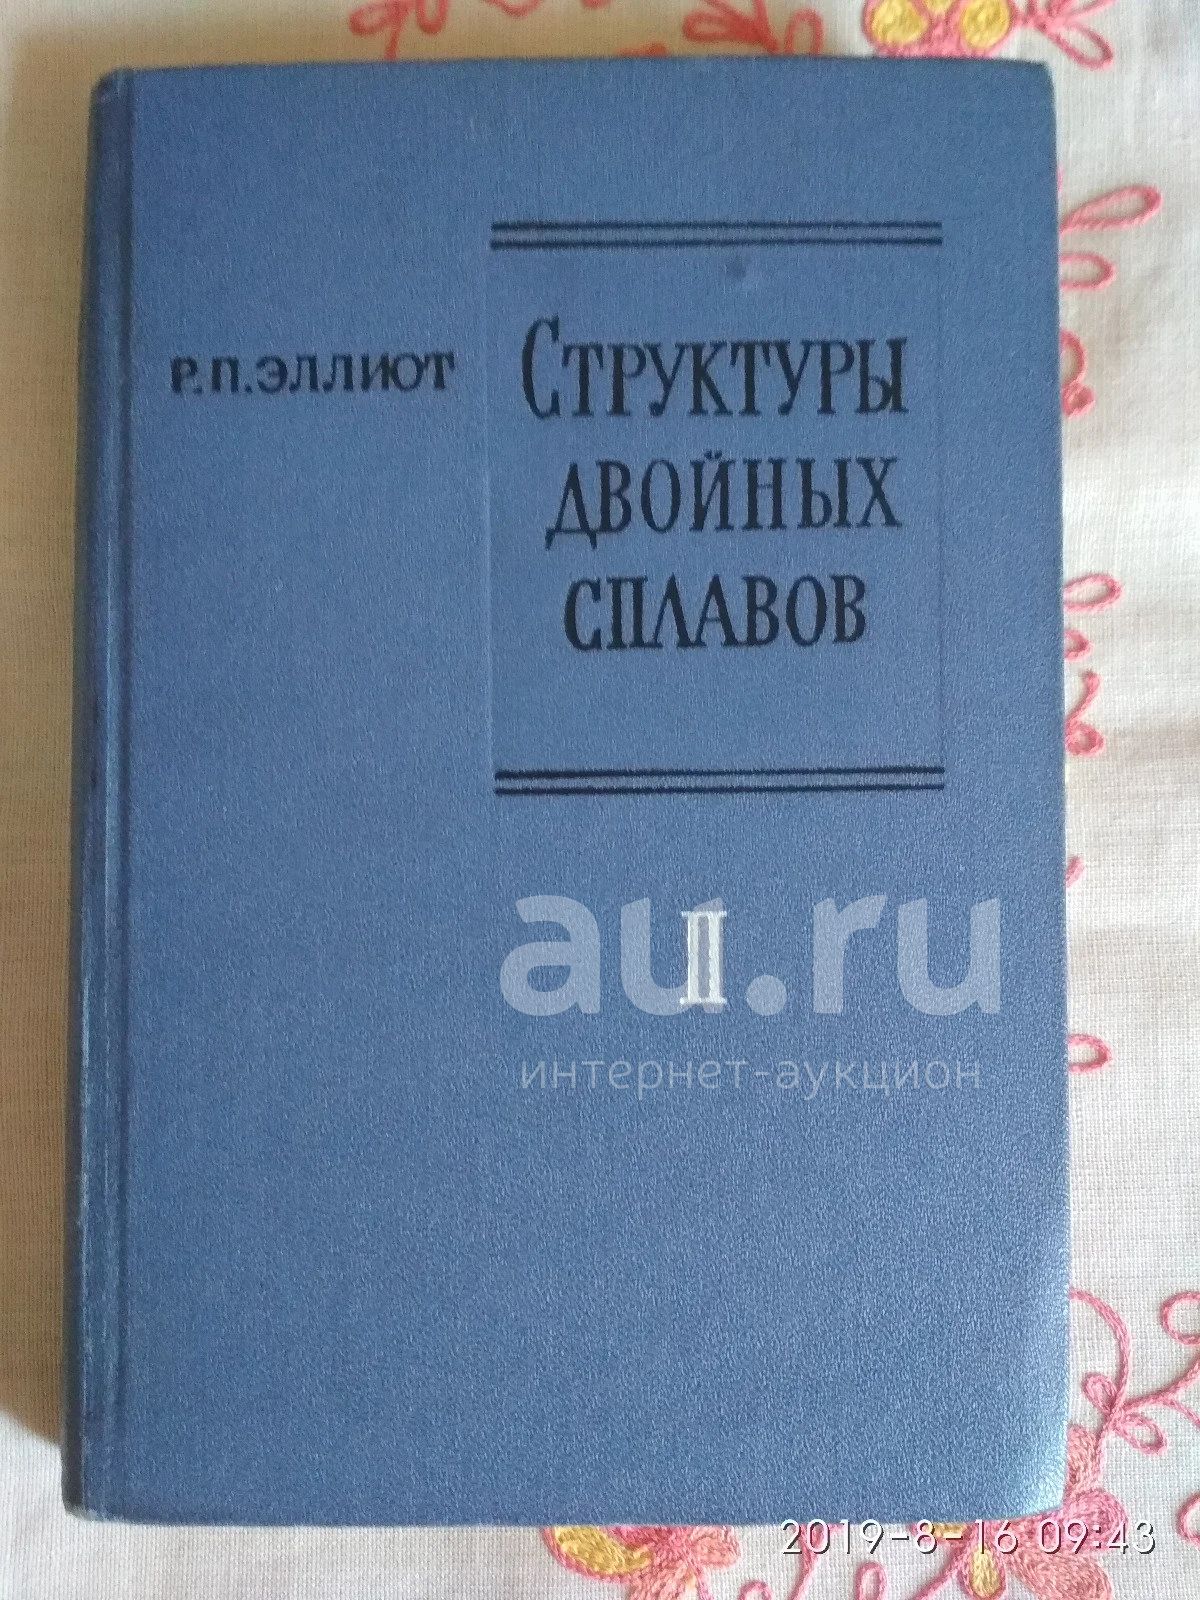 Р.П.ЭЛЛИОТ
СТРУКТУРЫ
ДВОЙНЫХ
СПЛАВОВ
II
au.ru
интернет-аукцион
2019-8-16 09:43